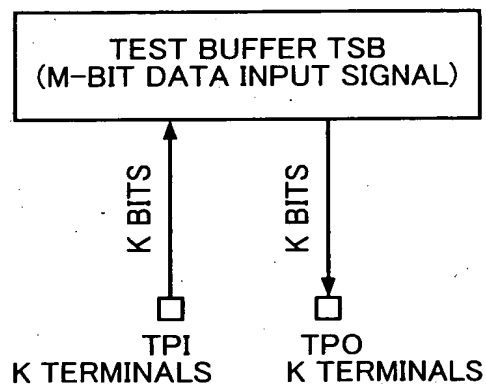 TEST BUFFER TSB
(M-BIT DATA INPUT SIGNAL)
K BITS
K BITS
TPI
K TERMINALS
TPO
K TERMINALS